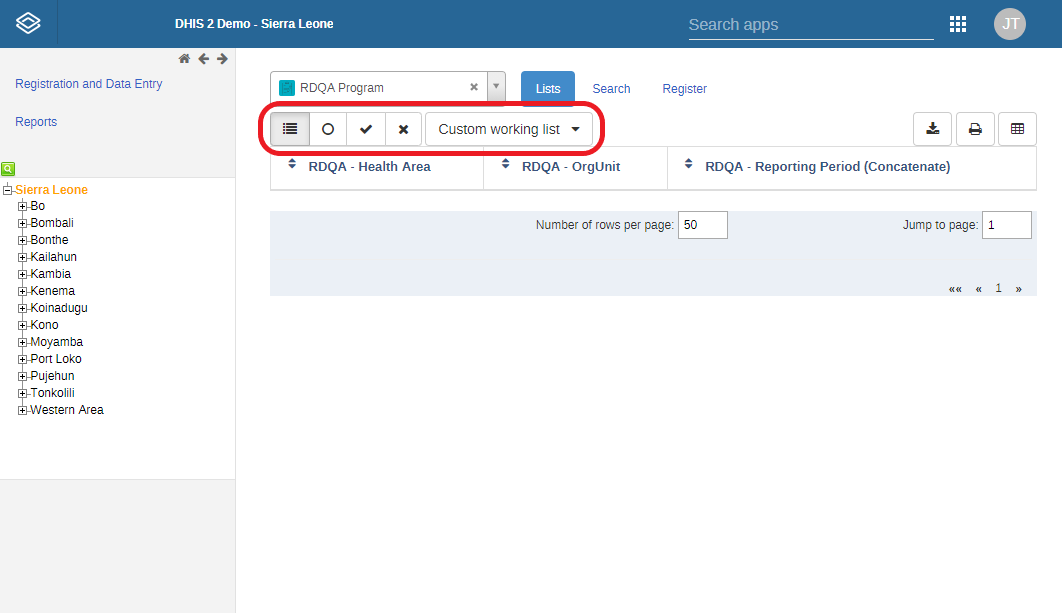 DHIS 2 Demo - Sierra Leone
Search apps
JT
Registration and Data Entry
Reports
Sierra Leone
Bo
Bombali
Bonthe
Kailahun
Kambia
Kenema
Koinadugu
Kono
Moyamba
Port Loko
Pujehun
Tonkolili
Western Area
RDQA Program
Lists
Search
Register
Custom working list
RDQA - Health Area
RDQA - OrgUnit
RDQA - Reporting Period (Concatenate)
Number of rows per page: 50
Jump to page: 1
«« « 1 »